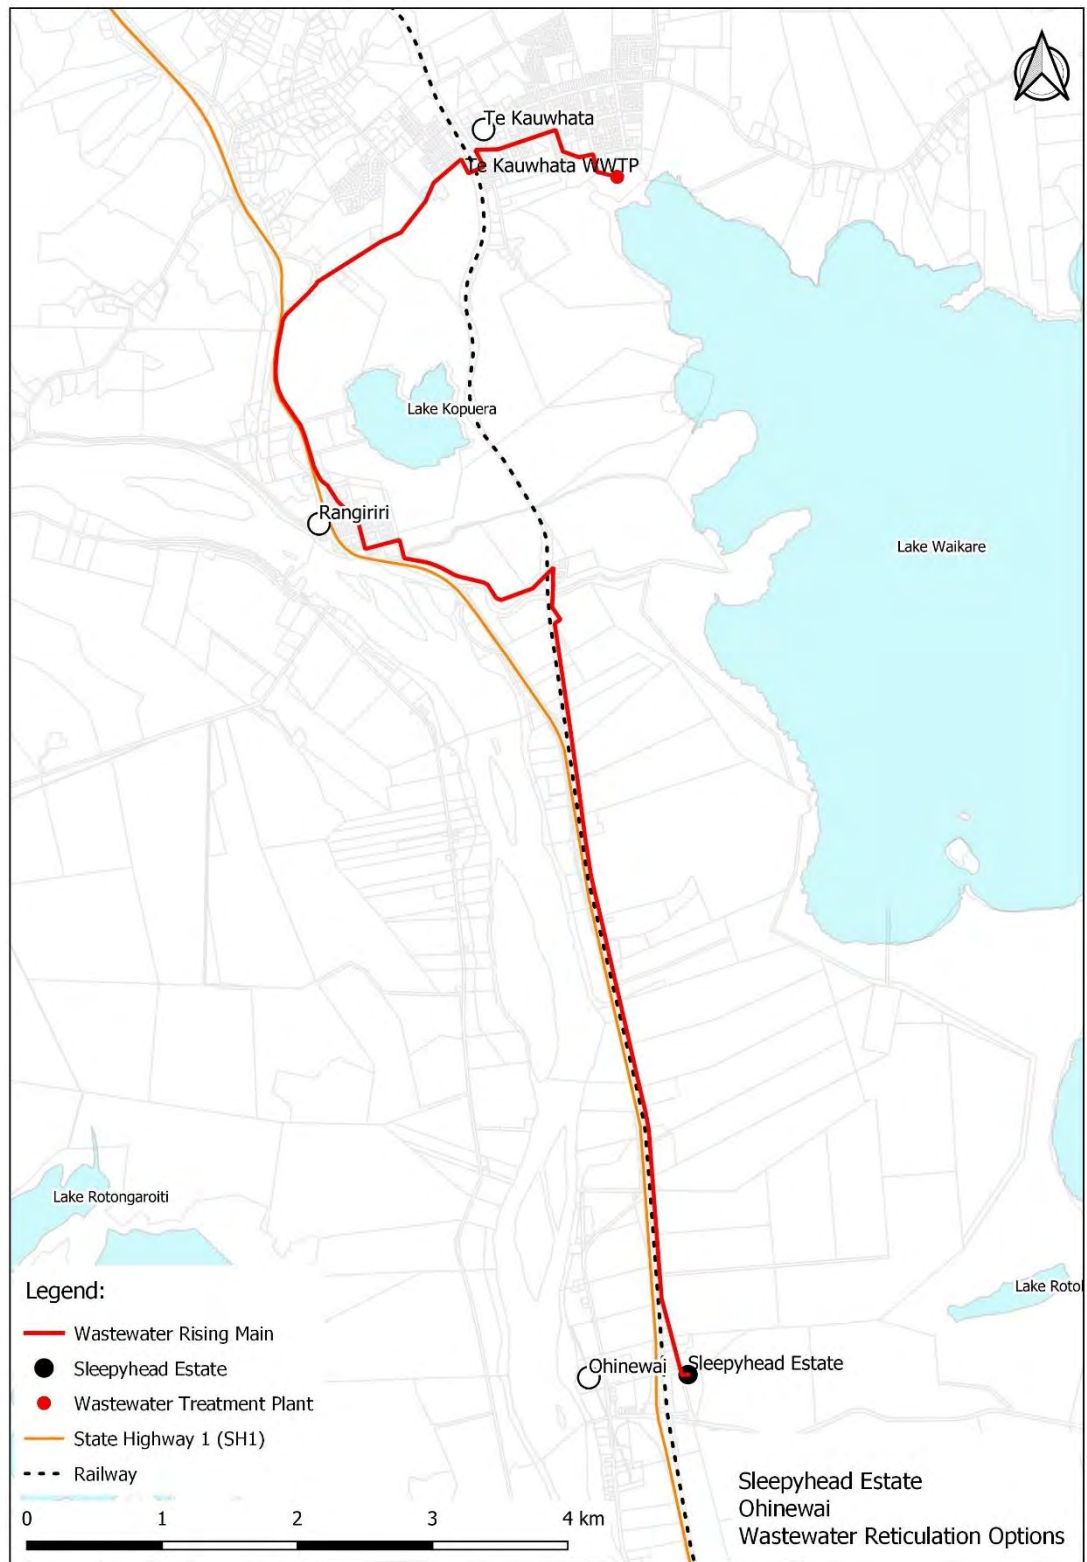 Te Kauwhata
Te Kauwhata WWTP
Lake Kopuera
Rangiriri
Lake Waikare
Lake Rotongaroiti
Lake Rotol
Ohinewai
Sleepyhead Estate
Legend:
Wastewater Rising Main
Sleepyhead Estate
Wastewater Treatment Plant
State Highway 1 (SH1)
Railway
0 1 2 3 4 km
Sleepyhead Estate
Ohinewai
Wastewater Reticulation Options